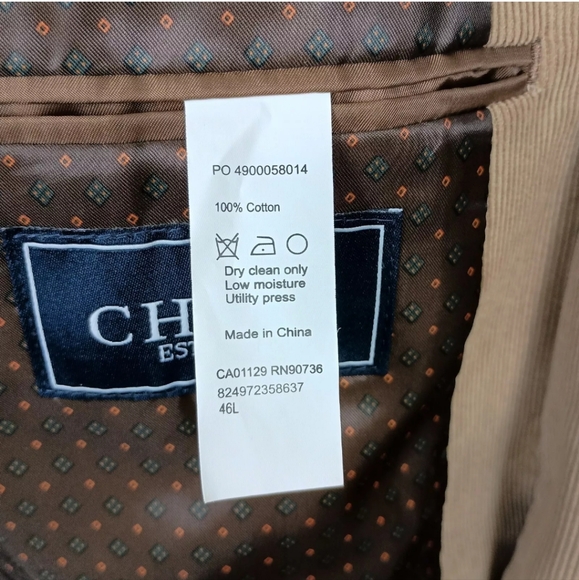 PO 4900058014
100% Cotton
Dry clean only
Low moisture
Utility press
Made in China
CA01129 RN90736
824972358637
46L
CH
EST